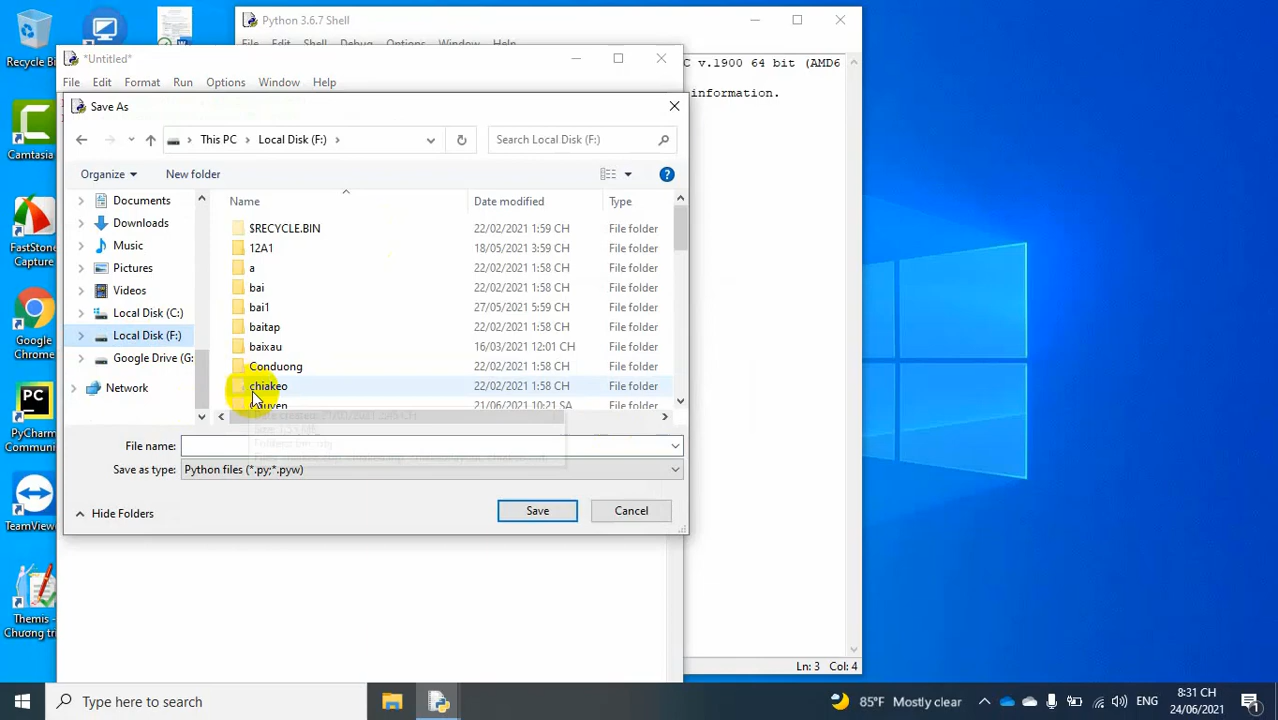 Python 3.6.7 Shell
File Edit Shell Debug Options Window Help
C v.1900 64 bit (AMD6
information.
Ln: 3 Col: 4
*Untitled*
File Edit Format Run Options Window Help
Save As
This PC Local Disk (F:)
Search Local Disk (F:)
Organize
New folder
Documents
Downloads
Music
Pictures
Videos
Local Disk (C:)
Local Disk (F:)
Google Drive (G:
Network
Name Date modified Type
$RECYCLE.BIN 22/02/2021 1:59 CH File folder
12A1 18/05/2021 3:59 CH File folder
a 22/02/2021 1:58 CH File folder
bai 22/02/2021 1:58 CH File folder
bai1 27/05/2021 5:59 CH File folder
baitap 22/02/2021 1:58 CH File folder
baixau 16/03/2021 12:01 CH File folder
Conduong 22/02/2021 1:58 CH File folder
chiakeo 22/02/2021 1:58 CH File folder
21/06/2021 10:21 SA File folder
File name:
Save as type: Python files (*.py;*.pyw)
Hide Folders
Save
Cancel
Recycle Bi
Camtasia
FastStone
Capture
Google
Chrome
PC
PyCharm
Communi
TeamView
Themis -
Chương tr
Type here to search
85°F Mostly clear
ENG
8:31 CH
24/06/2021
1